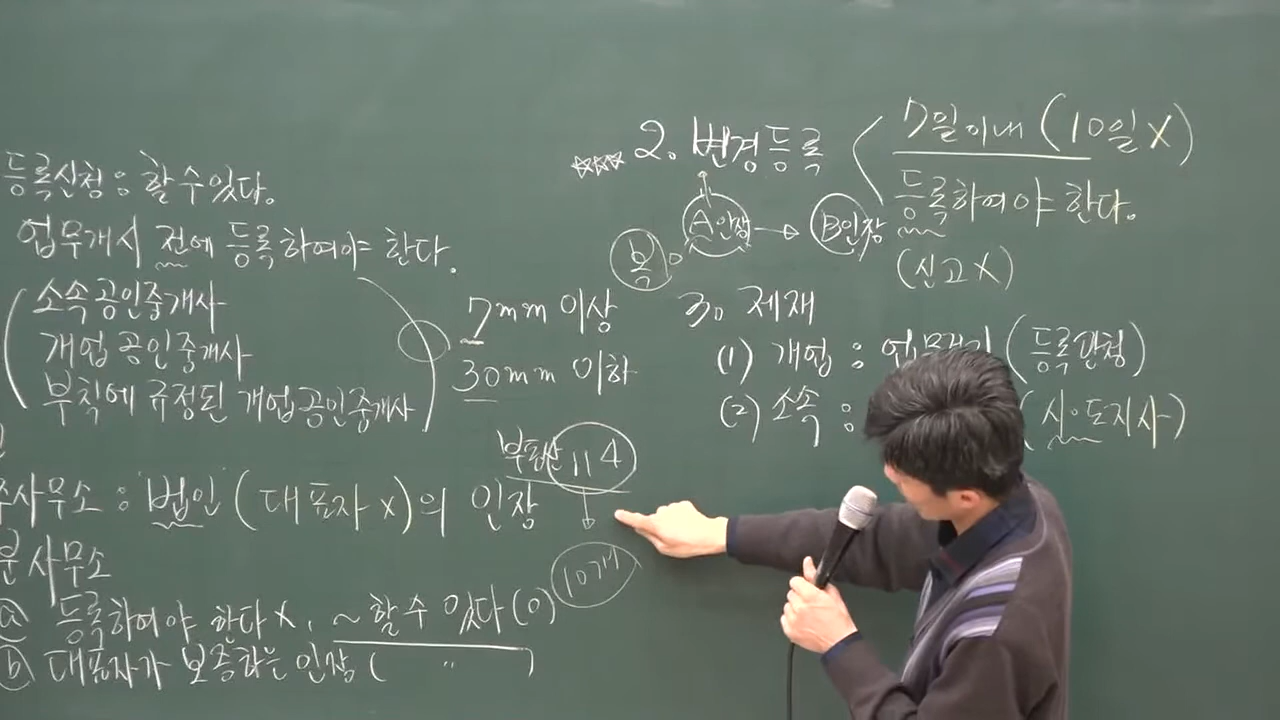 등록신청 : 할 수 있다.
업무개시 전에 등록하여야 한다.
소속공인중개사
개업공인중개사
부칙에 규정된 개업공인중개사
7mm 이상
30mm 이하
부동산 114
10개
주사무소 : 법인 (대표자 X)의 인장
분사무소
ⓐ 등록하여야 한다 X, ~할 수 있다 (O)
ⓑ 대표자가 보증하는 인장 ( " )
☆☆☆ 2. 변경등록
7일 이내 (10일 X)
등록하여야 한다.
(신고 X)
A인장 → B인장
3. 제재
(1) 개업 : (등록관청)
(2) 소속 : (시·도지사)